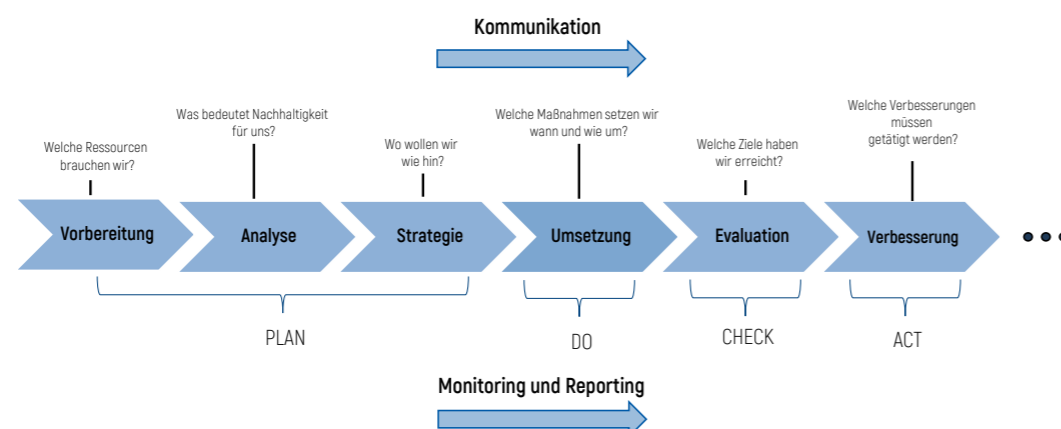 Kommunikation
Welche Ressourcen
brauchen wir?
Was bedeutet Nachhaltigkeit
für uns?
Wo wollen wir
wie hin?
Welche Maßnahmen setzen wir
wann und wie um?
Welche Ziele haben
wir erreicht?
Welche Verbesserungen
müssen
getätigt werden?
Vorbereitung
Analyse
Strategie
Umsetzung
Evaluation
Verbesserung
PLAN
DO
CHECK
ACT
Monitoring und Reporting